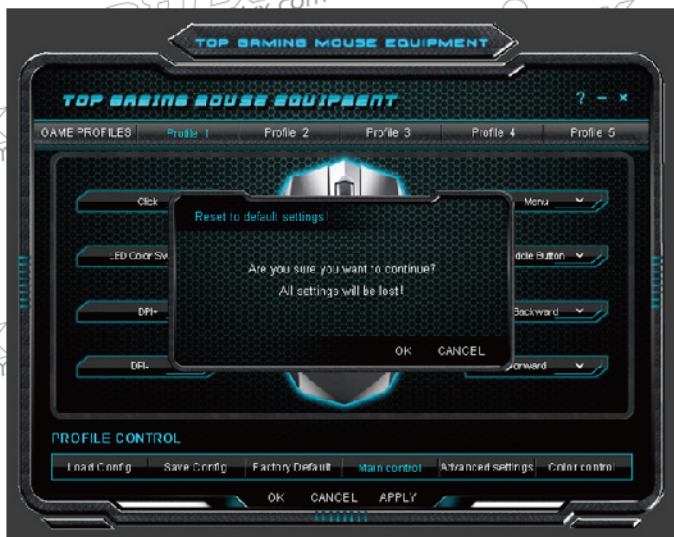 TOP GAMING MOUSE EQUIPMENT
TOP GAMING MOUSE EQUIPMENT
? – ×
GAME PROFILES Profile 1 Profile 2 Profile 3 Profile 4 Profile 5
Click Menu
Reset to default settings!
LED Color
Button
Are you sure you want to continue?
All settings will be lost!
DPI+ Backward
OK CANCEL
DPI-
PROFILE CONTROL
Load Config Save Config Factory Default Main control Advanced settings Color control
OK CANCEL APPLY